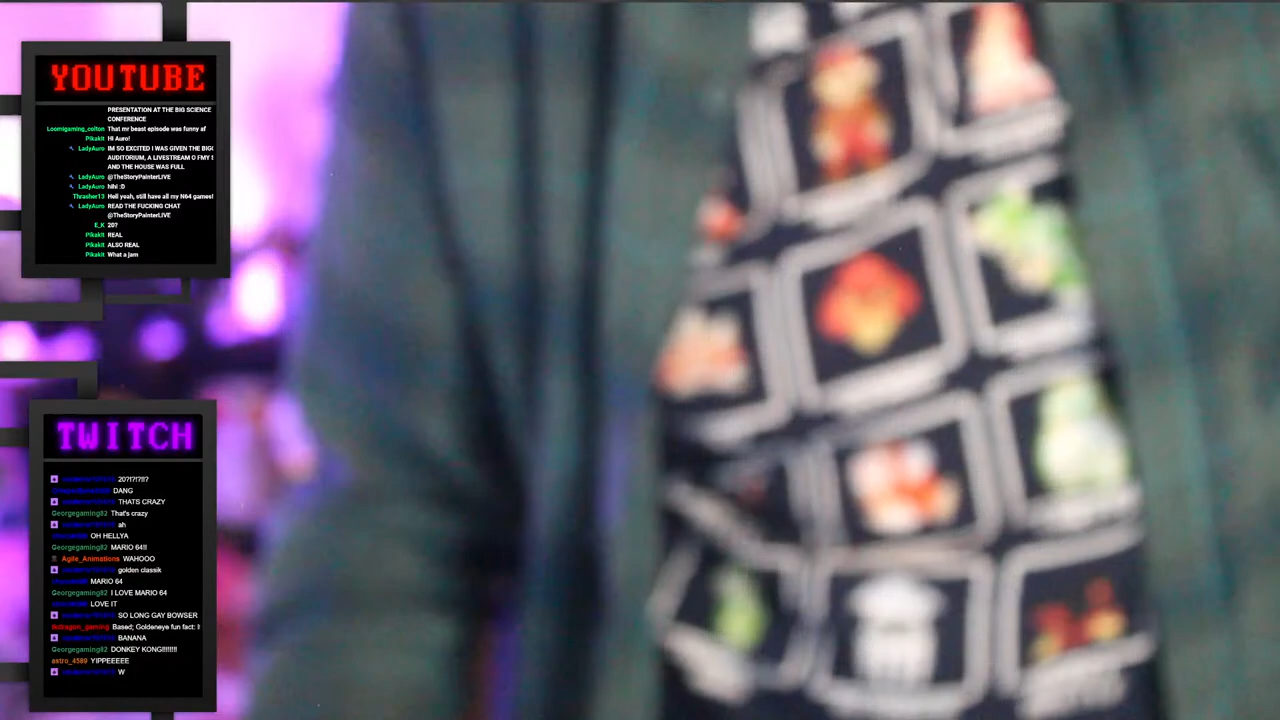 YOUTUBE
PRESENTATION AT THE BIG SCIENCE
CONFERENCE
Loomigaming_colton That mr beast episode was funny af
Pikakit Hi Auro!
LadyAuro IM SO EXCITED I WAS GIVEN THE BIG
AUDITORIUM, A LIVESTREAM O FMY
AND THE HOUSE WAS FULL
LadyAuro @TheStoryPainterLIVE
LadyAuro hihi :D
Thrasher13 Hell yeah, still have all my N64 games!
LadyAuro READ THE FUCKING CHAT
@TheStoryPainterLIVE
E_K 20?
Pikakit REAL
Pikakit ALSO REAL
Pikakit What a jam
TWITCH
20?!?!?!!?
DANG
THATS CRAZY
Georgegaming82 That's crazy
ah
OH HELLYA
Georgegaming82 MARIO 64!!
Agile_Animations WAHOOO
golden classik
MARIO 64
Georgegaming82 I LOVE MARIO 64
LOVE IT
SO LONG GAY BOWSER
Based; Goldeneye fun fact:
BANANA
Georgegaming82 DONKEY KONG!!!!!!!!
astro_4589 YIPPEEEEE
W